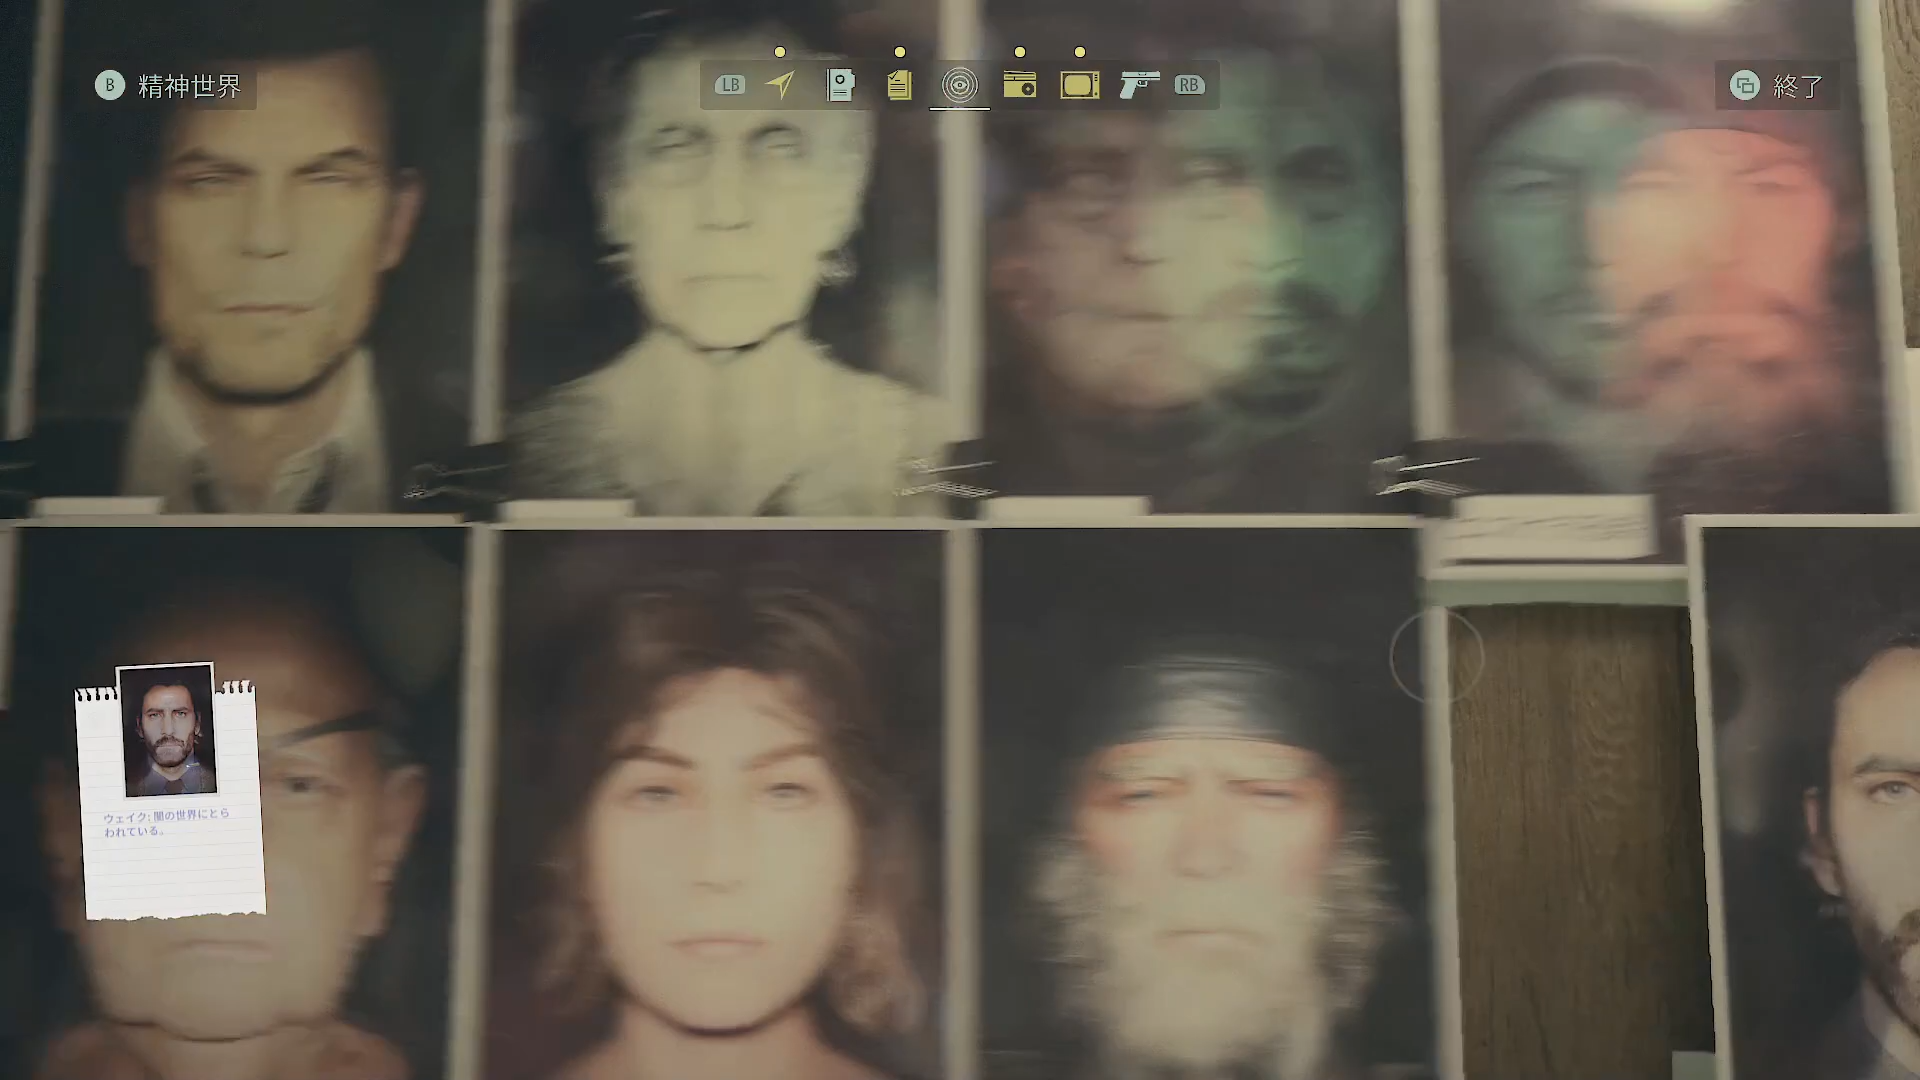 B 精神世界
LB
RB
終了
ウェイク: 闇の世界にとら
われている。